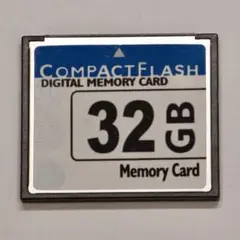 COMPACTFLASH
DIGITAL MEMORY CARD
32 GB
Memory Card